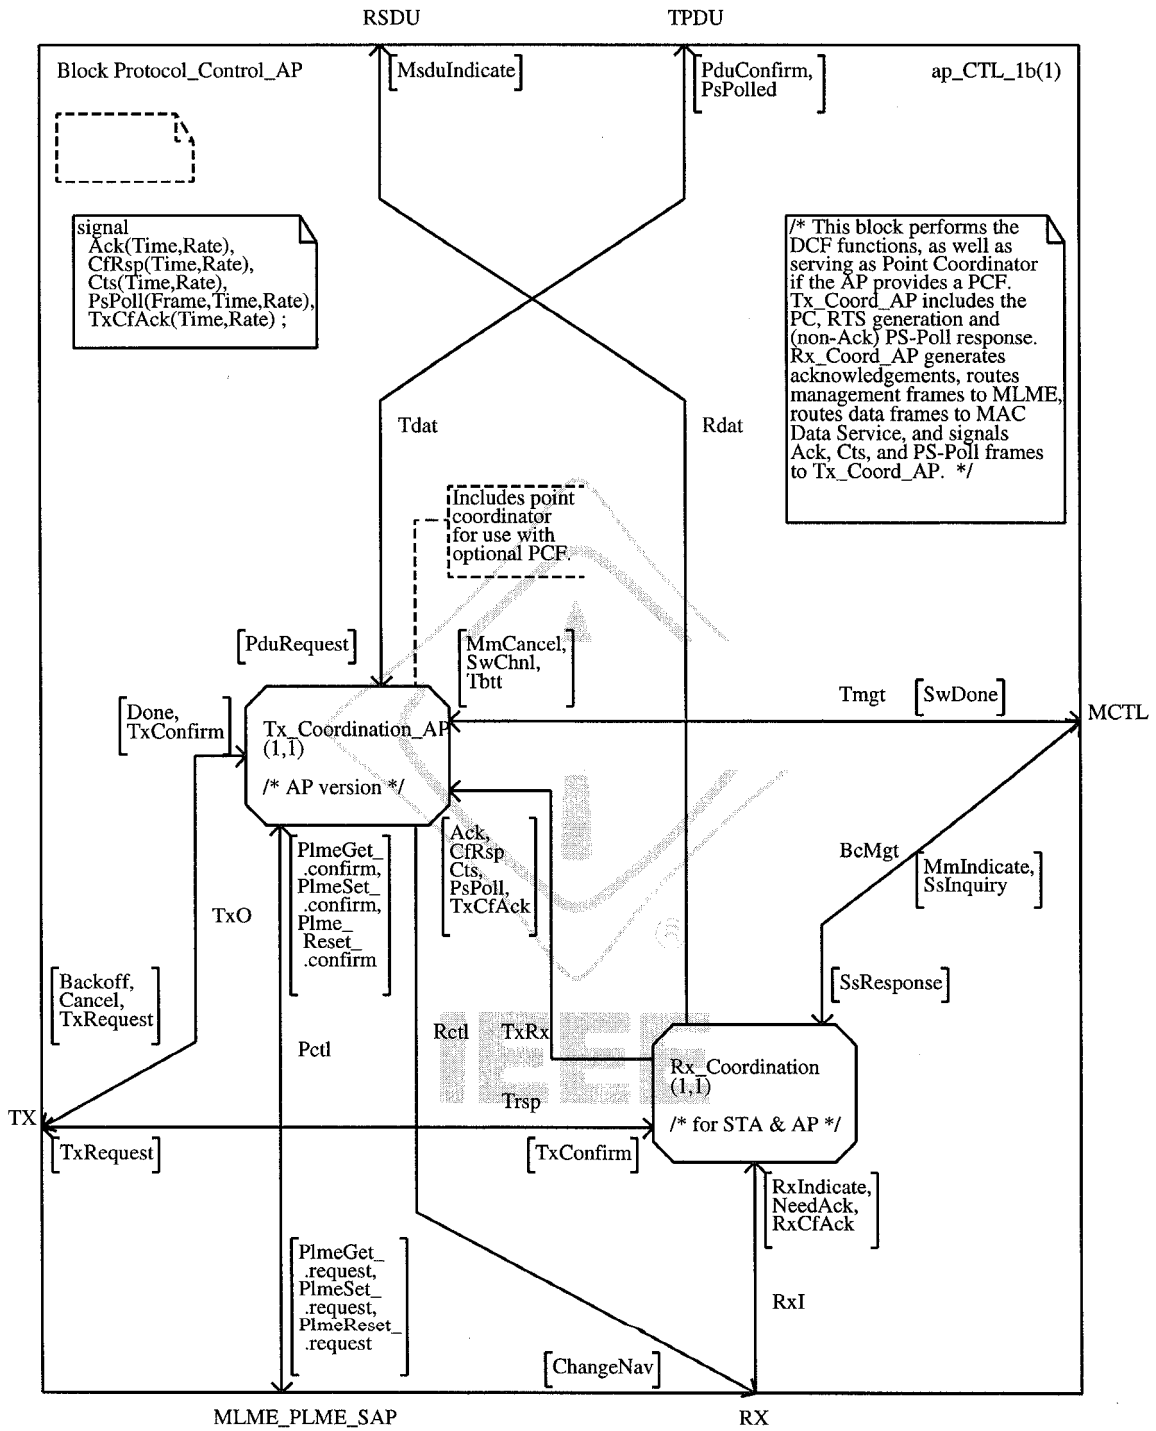 RSDU
TPDU
Block Protocol_Control_AP
MsduIndicate
PduConfirm,
PsPolled
ap_CTL_1b(1)
signal
Ack(Time,Rate),
CfRsp(Time,Rate),
Cts(Time,Rate),
PsPoll(Frame,Time,Rate),
TxCfAck(Time,Rate) ;
/* This block performs the
DCF functions, as well as
serving as Point Coordinator
if the AP provides a PCF.
Tx_Coord_AP includes the
PC, RTS generation and
(non-Ack) PS-Poll response.
Rx_Coord_AP generates
acknowledgements, routes
management frames to MLME,
routes data frames to MAC
Data Service, and signals
Ack, Cts, and PS-Poll frames
to Tx_Coord_AP. */
Tdat
Rdat
Includes point
coordinator
for use with
optional PCF.
PduRequest
MmCancel,
SwChnl,
Tbtt
Tmgt
SwDone
MCTL
Done,
TxConfirm
Tx_Coordination_AP
(1,1)
/* AP version */
PlmeGet_
.confirm,
PlmeSet_
.confirm,
Plme_
Reset_
.confirm
Ack,
CfRsp
Cts,
PsPoll,
TxCfAck
BcMgt
MmIndicate,
SsInquiry
TxO
Backoff,
Cancel,
TxRequest
SsResponse
Pctl
Rctl
TxRx
Rx_Coordination
(1,1)
/* for STA & AP */
IEEE
®
Trsp
TX
TxRequest
TxConfirm
RxIndicate,
NeedAck,
RxCfAck
PlmeGet_
.request,
PlmeSet_
.request,
PlmeReset_
.request
RxI
ChangeNav
MLME_PLME_SAP
RX